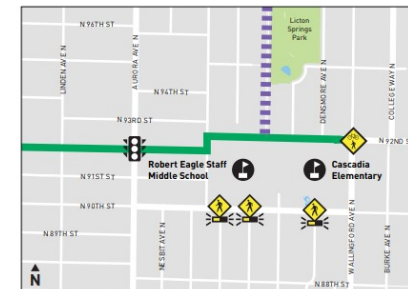 N 96TH ST
Licton
Springs
Park
LINDEN AVE N
AURORA AVE N
DENSMORE AVE N
COLLEGE WAY N
N 94TH ST
N 93RD ST
N 92ND S
Robert Eagle Staff
Middle School
Cascadia
Elementary
N 91ST ST
N 90TH ST
N 89TH ST
NESBIT AVE N
WALLINGFORD AVE N
BURKE AVE N
N 88TH ST
N